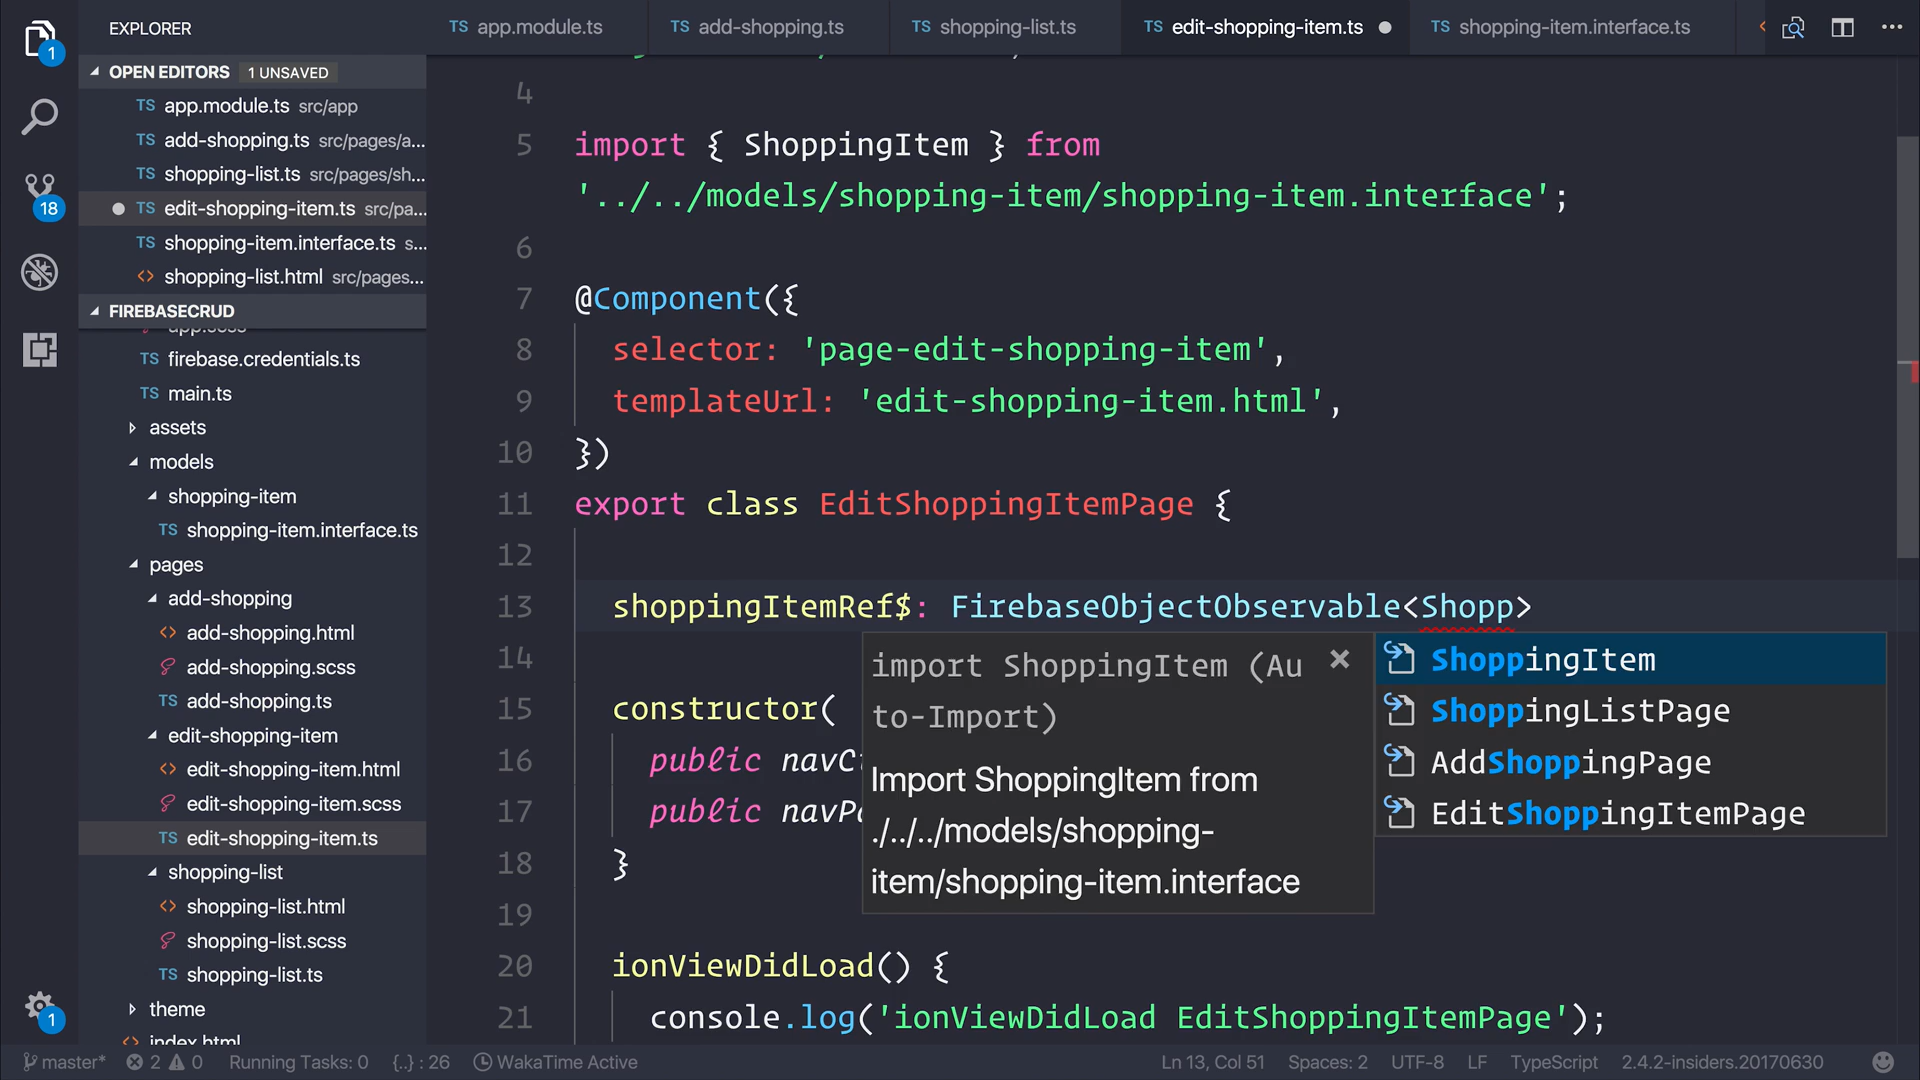 EXPLORER
TS app.module.ts
TS add-shopping.ts
TS shopping-list.ts
TS edit-shopping-item.ts
TS shopping-item.interface.ts
1
OPEN EDITORS 1 UNSAVED
TS app.module.ts src/app
TS add-shopping.ts src/pages/a...
TS shopping-list.ts src/pages/sh...
TS edit-shopping-item.ts src/pa...
TS shopping-item.interface.ts s...
<> shopping-list.html src/pages...
18
FIREBASECRUD
app.scss
TS firebase.credentials.ts
TS main.ts
assets
models
shopping-item
TS shopping-item.interface.ts
pages
add-shopping
<> add-shopping.html
add-shopping.scss
TS add-shopping.ts
edit-shopping-item
<> edit-shopping-item.html
edit-shopping-item.scss
TS edit-shopping-item.ts
shopping-list
<> shopping-list.html
shopping-list.scss
TS shopping-list.ts
theme
<> index.html
1
4
5 import { ShoppingItem } from
'../../models/shopping-item/shopping-item.interface';
6
7 @Component({
8 selector: 'page-edit-shopping-item',
9 templateUrl: 'edit-shopping-item.html',
10 })
11 export class EditShoppingItemPage {
12
13 shoppingItemRef$: FirebaseObjectObservable<Shopp>
14
15 constructor(
16 public navC
17 public navPa
18 }
19
20 ionViewDidLoad() {
21 console.log('ionViewDidLoad EditShoppingItemPage');
import ShoppingItem (Au
to-Import)
Import ShoppingItem from
./../../models/shopping-
item/shopping-item.interface
ShoppingItem
ShoppingListPage
AddShoppingPage
EditShoppingItemPage
master* 2 0 Running Tasks: 0 {..} : 26 WakaTime Active Ln 13, Col 51 Spaces: 2 UTF-8 LF TypeScript 2.4.2-insiders.20170630